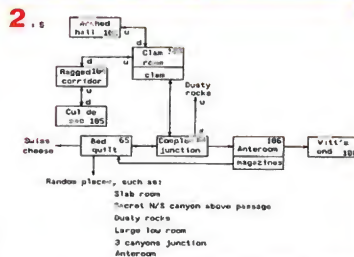 2
Arched
hall
u
d
u
Clam
room
clam
d
Ragged
corridor
u
d
Cul de
sac 105
Dusty
rocks
u
Swiss
cheese
Bed 65
quilt
junction
106
Anteroom
magazines
Witt's
end
Random places, such as:
Slab room
Secret N/S canyon above passage
Dusty rocks
Large low room
3 canyons junction
Anteroom